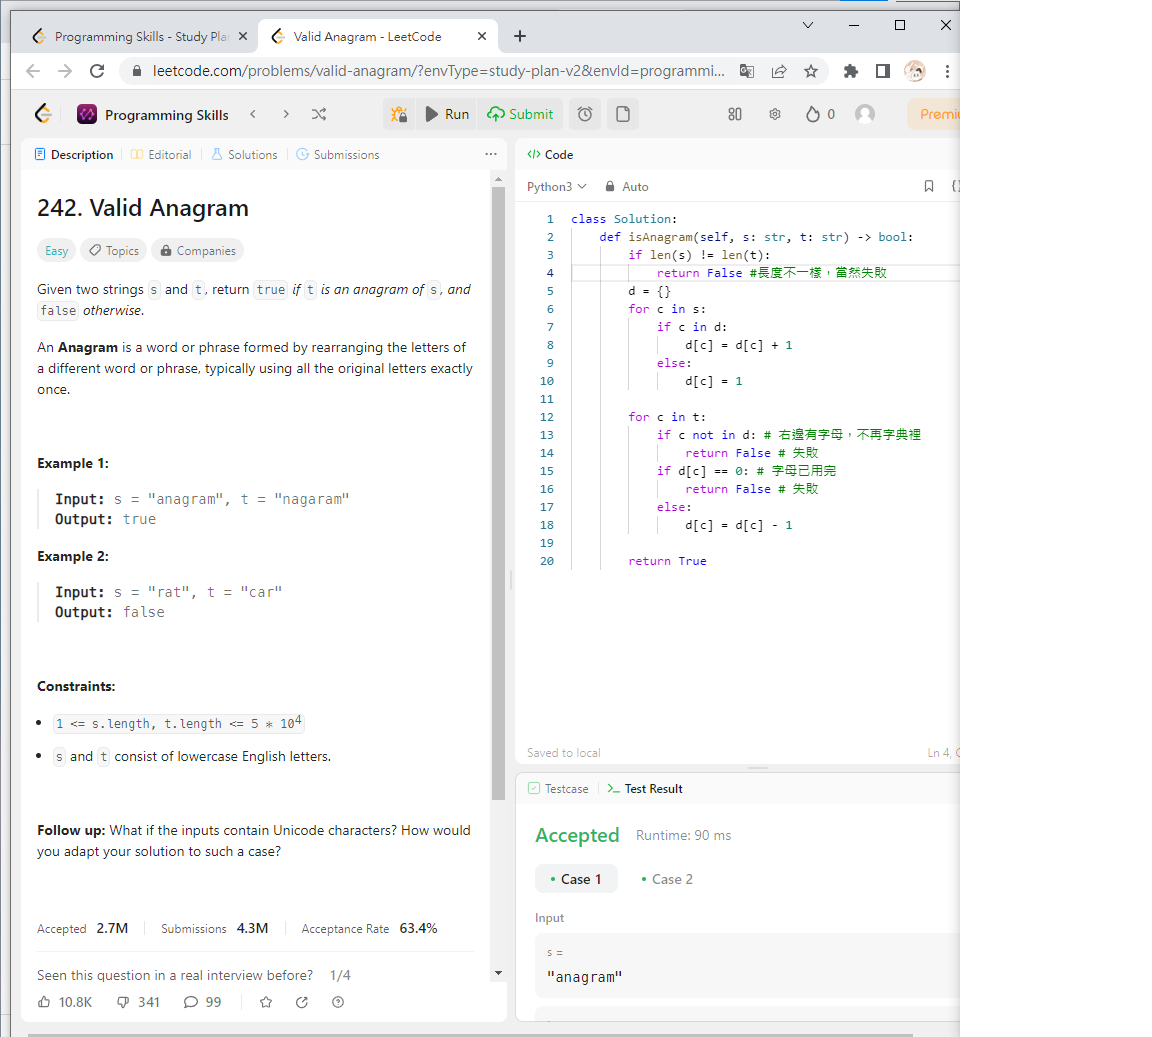 Programming Skills - Study Pla
Valid Anagram - LeetCode
leetcode.com/problems/valid-anagram/?envType=study-plan-v2&envId=programmi...
Programming Skills
Run
Submit
0
Premi
Description
Editorial
Solutions
Submissions
242. Valid Anagram
Easy
Topics
Companies
Given two strings s and t, return true if t is an anagram of s, and
false otherwise.
An Anagram is a word or phrase formed by rearranging the letters of
a different word or phrase, typically using all the original letters exactly
once.
Example 1:
Input: s = "anagram", t = "nagaram"
Output: true
Example 2:
Input: s = "rat", t = "car"
Output: false
Constraints:
1 <= s.length, t.length <= 5 * 10^4
s and t consist of lowercase English letters.
Follow up: What if the inputs contain Unicode characters? How would
you adapt your solution to such a case?
Accepted 2.7M
Submissions 4.3M
Acceptance Rate 63.4%
Seen this question in a real interview before? 1/4
10.8K
341
99
Code
Python3
Auto
1 class Solution:
2 def isAnagram(self, s: str, t: str) -> bool:
3 if len(s) != len(t):
4 return False #長度不一樣，當然失敗
5 d = {}
6 for c in s:
7 if c in d:
8 d[c] = d[c] + 1
9 else:
10 d[c] = 1
11
12 for c in t:
13 if c not in d: # 右邊有字母，不再字典裡
14 return False # 失敗
15 if d[c] == 0: # 字母已用完
16 return False # 失敗
17 else:
18 d[c] = d[c] - 1
19
20 return True
Saved to local
Ln 4,
Testcase
Test Result
Accepted
Runtime: 90 ms
Case 1
Case 2
Input
s =
"anagram"